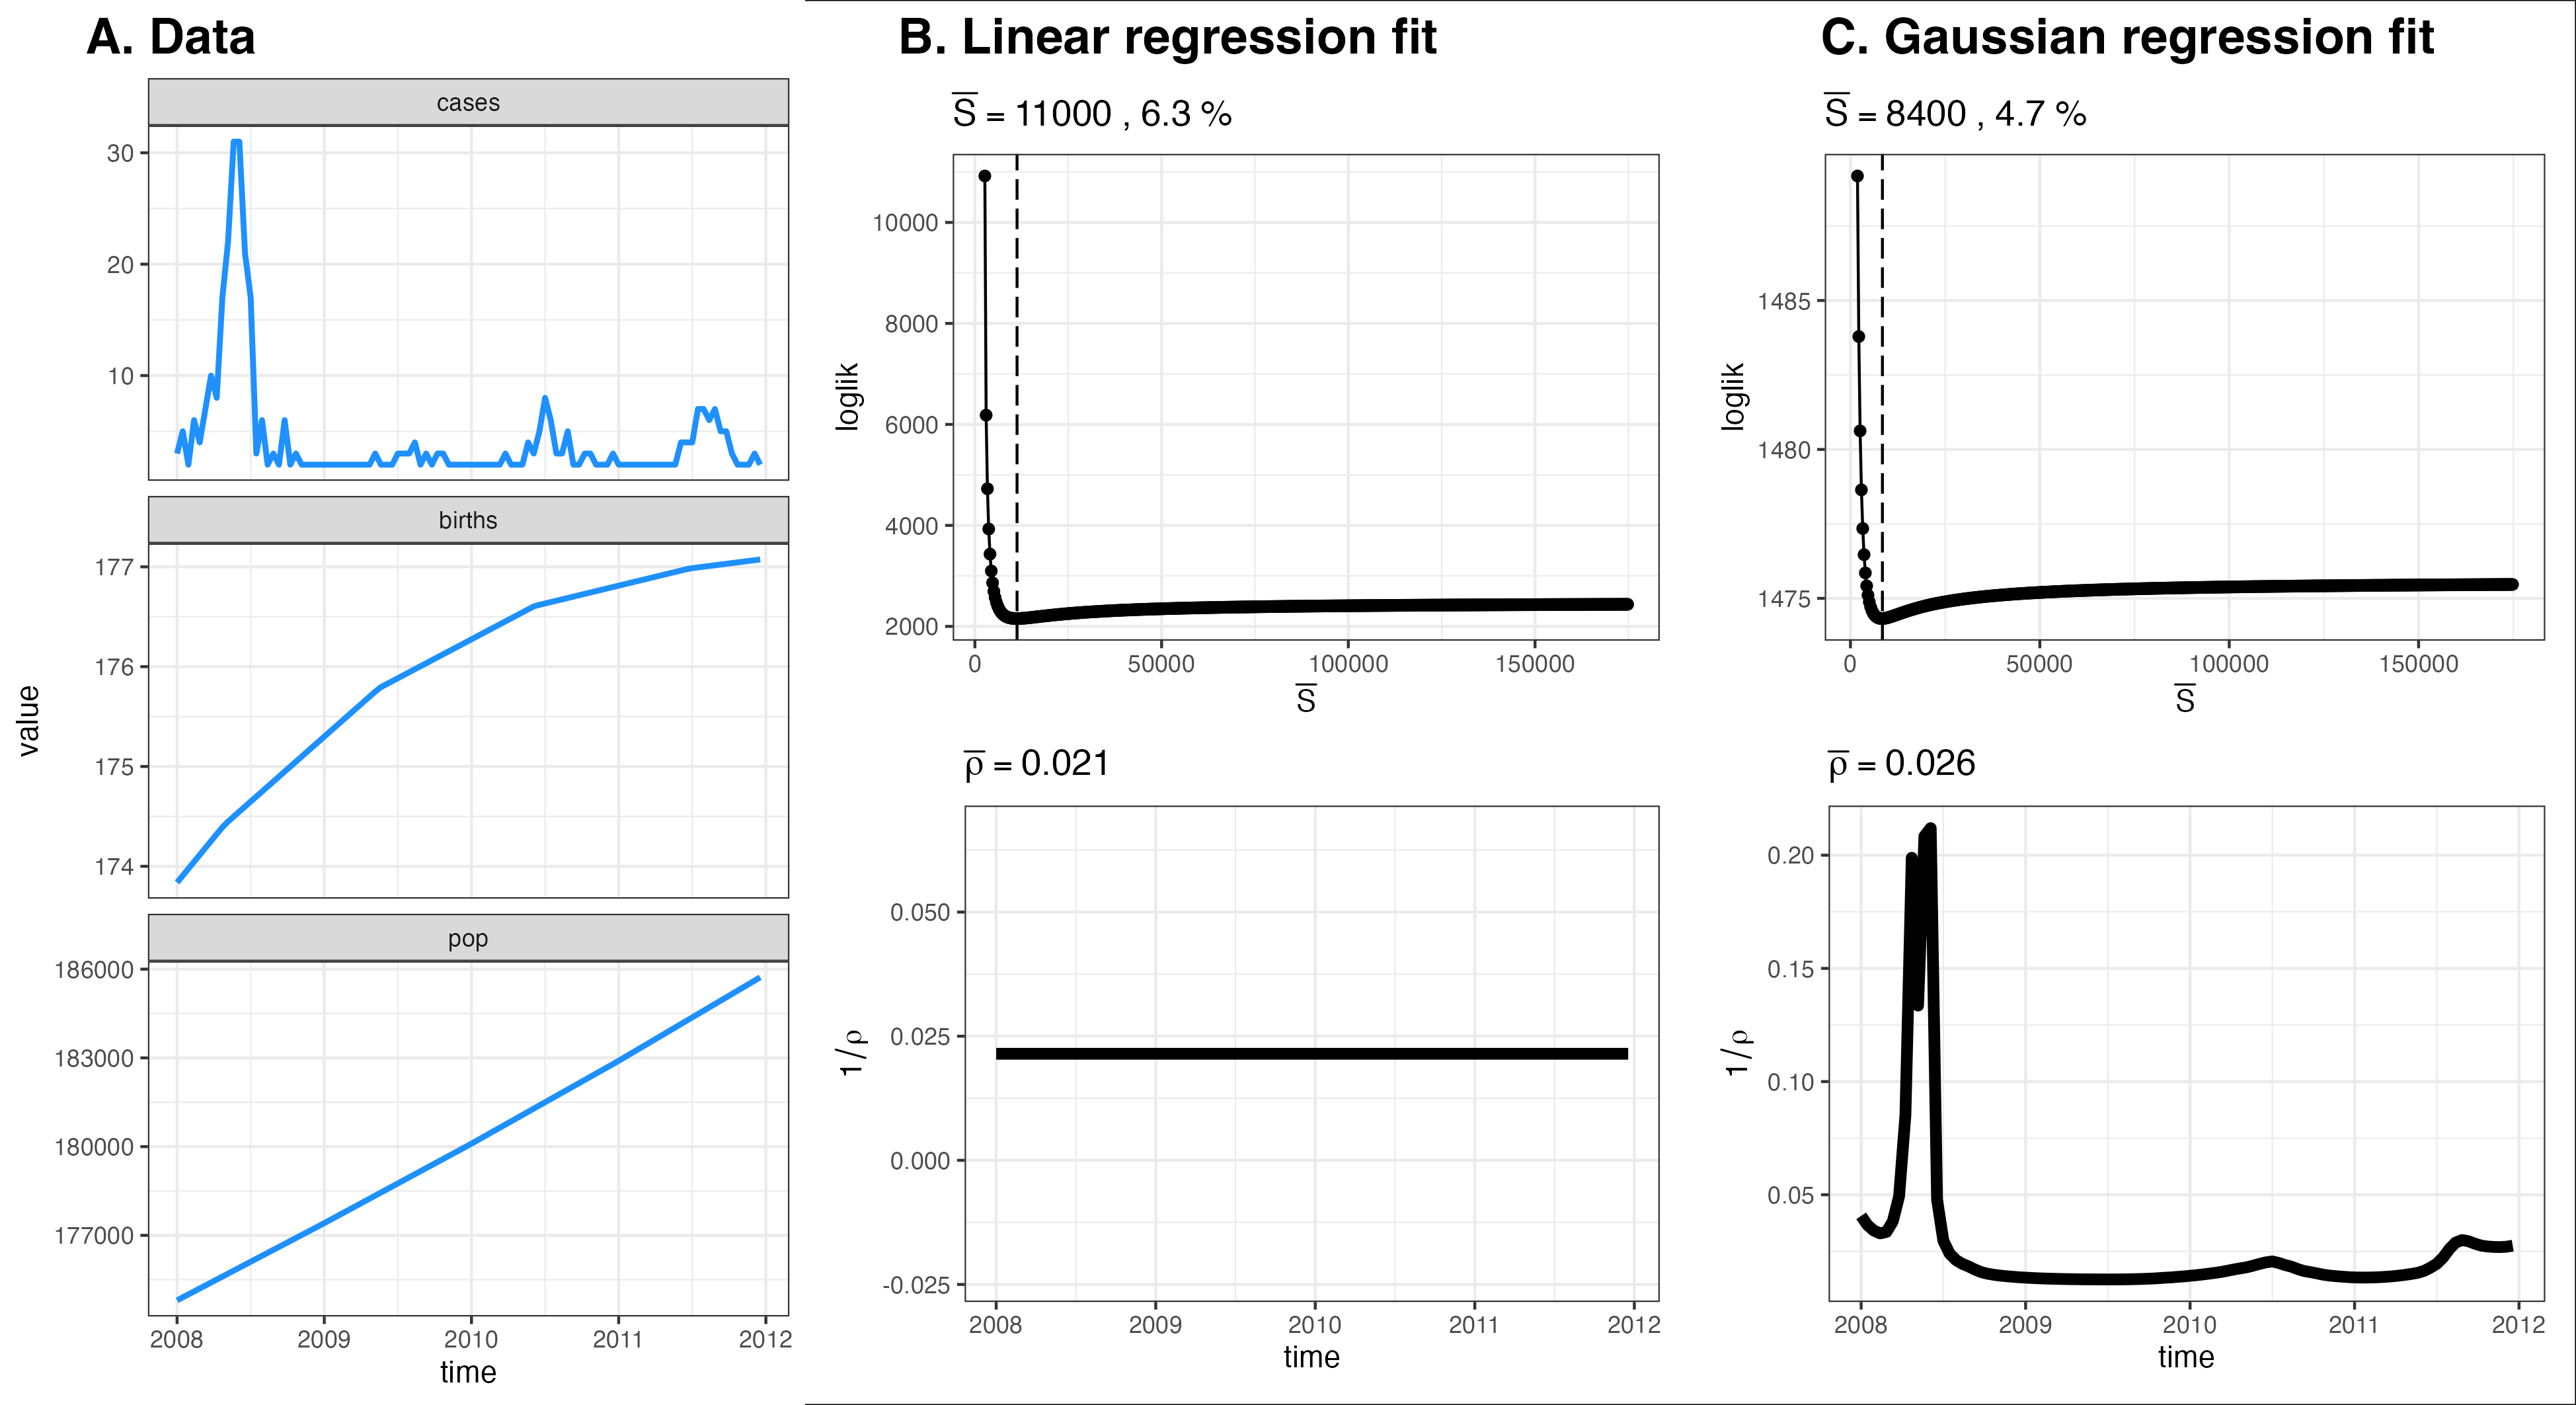 A. Data
cases
30
20
10
births
177
176
175
174
pop
186000
183000
180000
177000
2008 2009 2010 2011 2012
time
value
B. Linear regression fit
S̅ = 11000 , 6.3 %
10000
8000
6000
4000
2000
loglik
0 50000 100000 150000
S̅
ρ̅ = 0.021
0.050
0.025
0.000
-0.025
1/ρ
2008 2009 2010 2011 2012
time
C. Gaussian regression fit
S̅ = 8400 , 4.7 %
1485
1480
1475
loglik
0 50000 100000 150000
S̅
ρ̅ = 0.026
0.20
0.15
0.10
0.05
1/ρ
2008 2009 2010 2011 2012
time